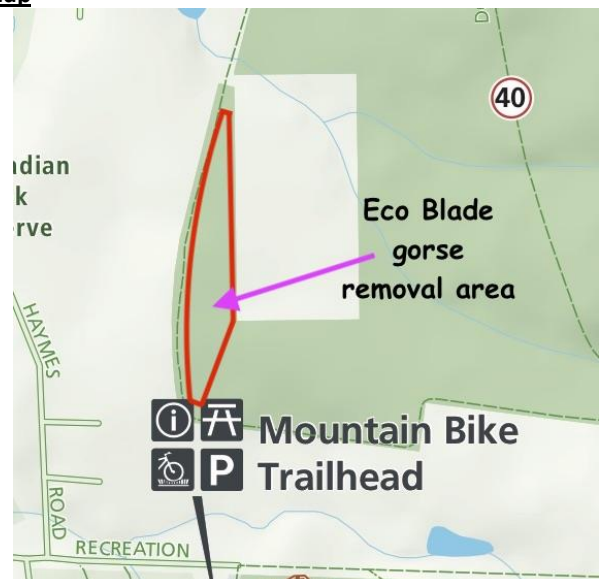 40
Eco Blade
gorse
removal area
HAYMES
ROAD
Mountain Bike
Trailhead
i
P
RECREATION